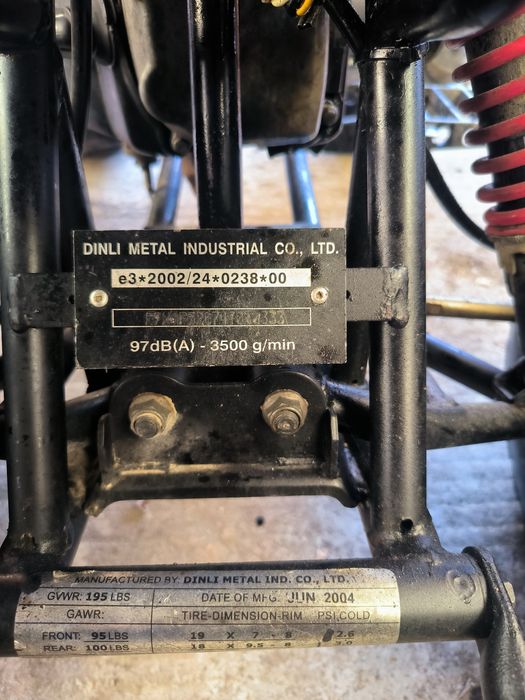 DINLI METAL INDUSTRIAL CO., LTD.
e3*2002/24*0238*00
97dB(A) - 3500 g/min
MANUFACTURED BY: DINLI METAL IND. CO., LTD.
GVWR: 195 LBS DATE OF MFG. JUN 2004
GAWR: TIRE-DIMENSION-RIM PSI,COLD
FRONT: 95 LBS 19 X 7 - 8 2.6
REAR: 100 LBS 18 X 9.5 - 8 3.0